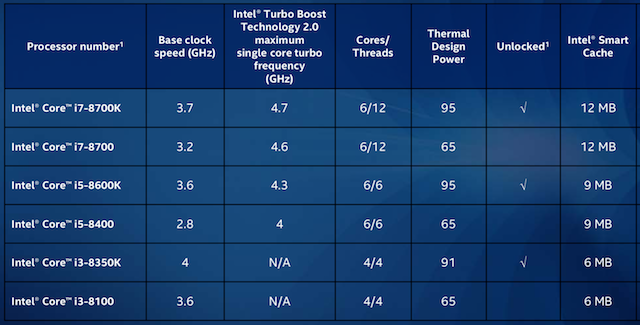 Processor number¹ Base clock speed (GHz) Intel® Turbo Boost Technology 2.0 maximum single core turbo frequency (GHz) Cores/Threads Thermal Design Power Unlocked¹ Intel® Smart Cache
Intel® Core™ i7-8700K 3.7 4.7 6/12 95 √ 12 MB
Intel® Core™ i7-8700 3.2 4.6 6/12 65 12 MB
Intel® Core™ i5-8600K 3.6 4.3 6/6 95 √ 9 MB
Intel® Core™ i5-8400 2.8 4 6/6 65 9 MB
Intel® Core™ i3-8350K 4 N/A 4/4 91 √ 6 MB
Intel® Core™ i3-8100 3.6 N/A 4/4 65 6 MB